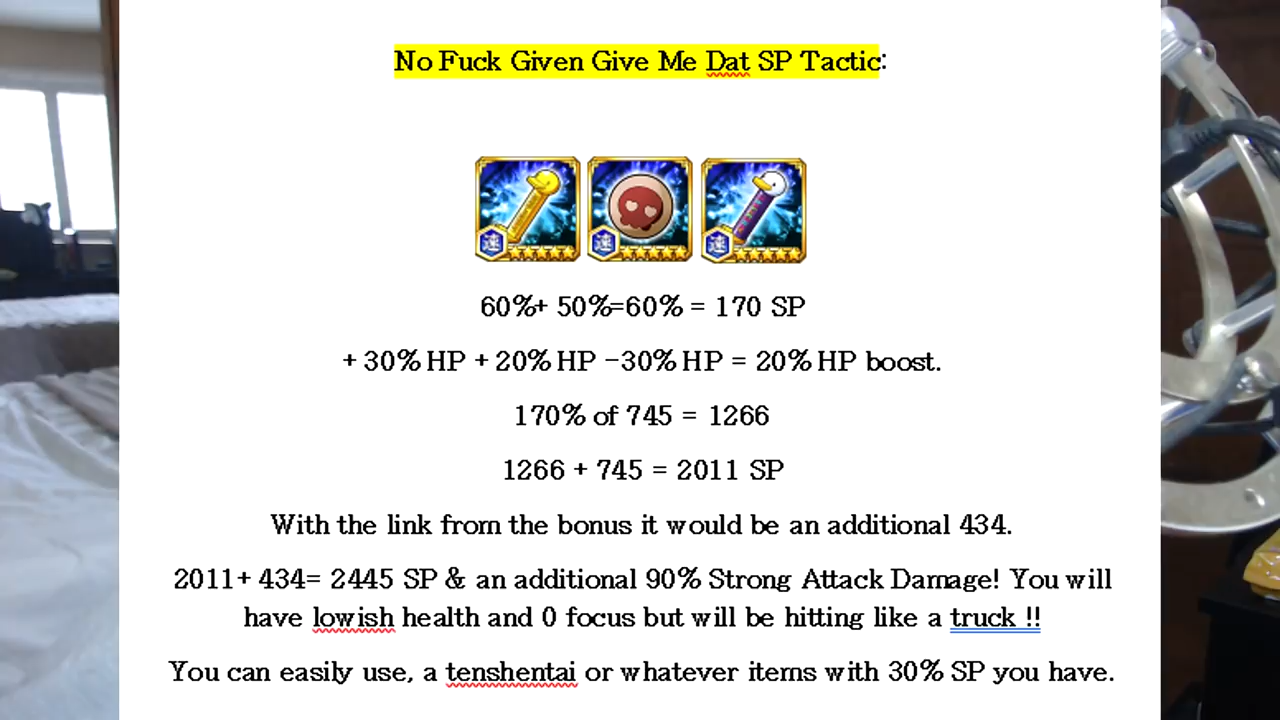 No Fuck Given Give Me Dat SP Tactic:
速 速 速
60%+ 50%=60% = 170 SP
+ 30% HP + 20% HP -30% HP = 20% HP boost.
170% of 745 = 1266
1266 + 745 = 2011 SP
With the link from the bonus it would be an additional 434.
2011+ 434= 2445 SP & an additional 90% Strong Attack Damage! You will
have lowish health and 0 focus but will be hitting like a truck !!
You can easily use, a tenshentai or whatever items with 30% SP you have.